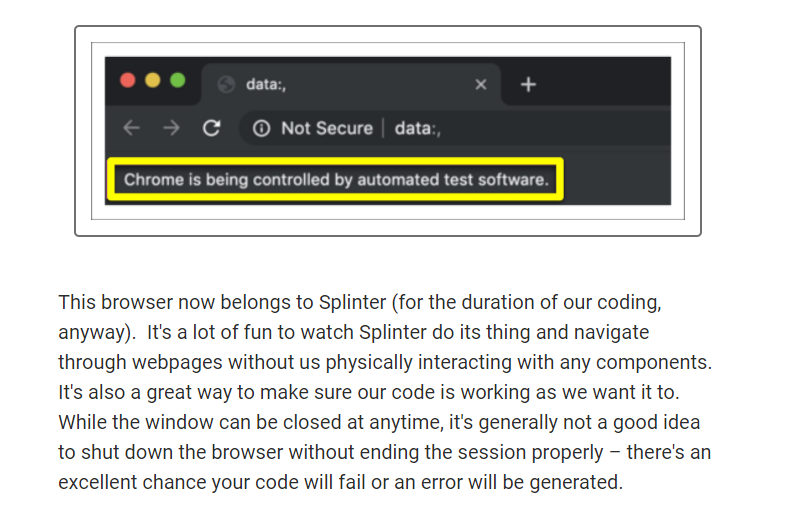 data:,
Not Secure | data:,
Chrome is being controlled by automated test software.
This browser now belongs to Splinter (for the duration of our coding,
anyway).  It's a lot of fun to watch Splinter do its thing and navigate
through webpages without us physically interacting with any components.
It's also a great way to make sure our code is working as we want it to.
While the window can be closed at anytime, it's generally not a good idea
to shut down the browser without ending the session properly – there's an
excellent chance your code will fail or an error will be generated.